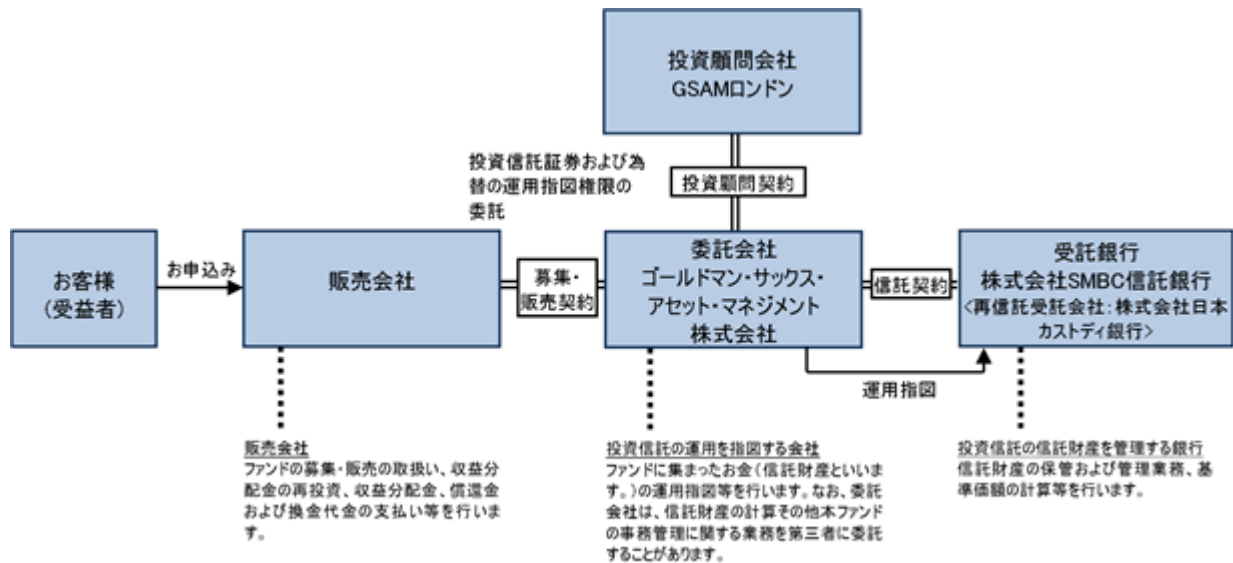 投資顧問会社
GSAMロンドン
投資信託証券および為
替の運用指図権限の
委託
投資顧問契約
お客様
(受益者)
お申込み
販売会社
募集・
販売契約
委託会社
ゴールドマン・サックス・
アセット・マネジメント
株式会社
信託契約
受託銀行
株式会社SMBC信託銀行
<再信託受託会社:株式会社日本
カストディ銀行>
運用指図
販売会社
ファンドの募集・販売の取扱い、収益分
配金の再投資、収益分配金、償還金
および換金代金の支払い等を行いま
す。
投資信託の運用を指図する会社
ファンドに集まったお金(信託財産といいま
す。)の運用指図等を行います。なお、委託
会社は、信託財産の計算その他本ファンド
の事務管理に関する業務を第三者に委託
することがあります。
投資信託の信託財産を管理する銀行
信託財産の保管および管理業務、基
準価額の計算等を行います。